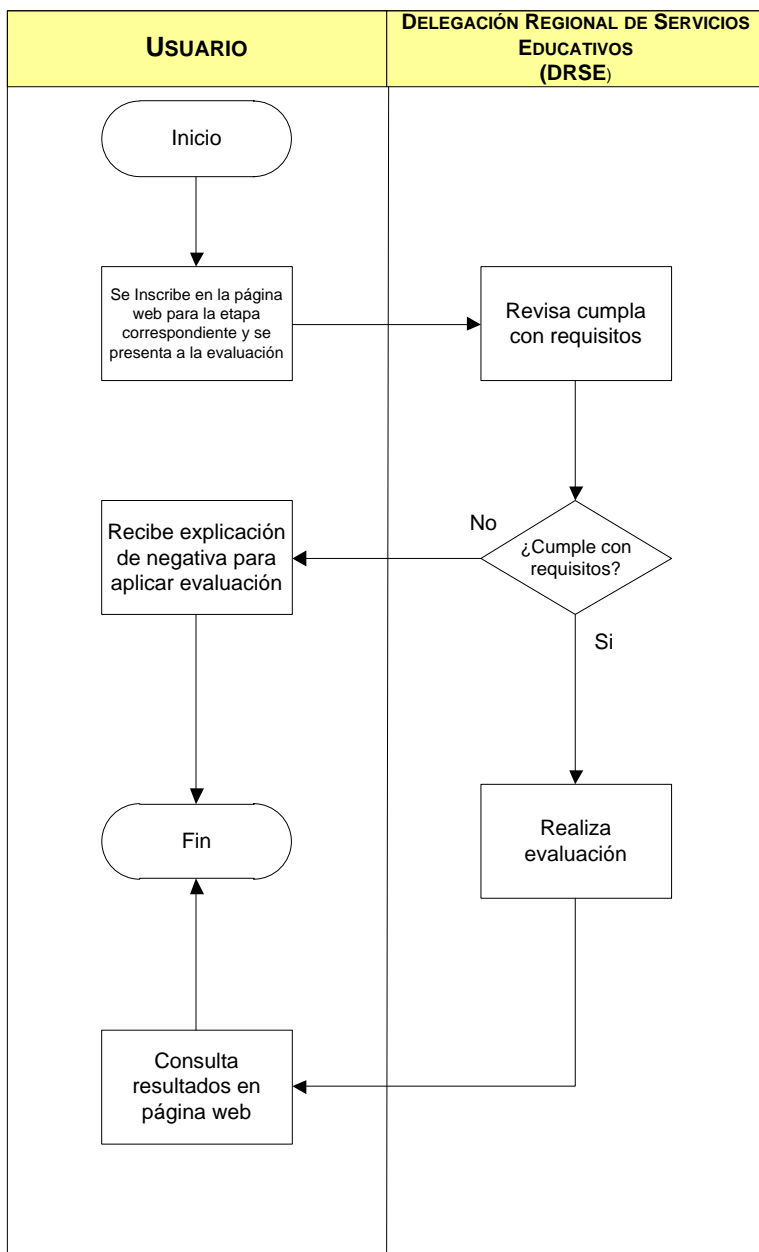 USUARIO
DELEGACIÓN REGIONAL DE SERVICIOS
EDUCATIVOS
(DRSE)
Inicio
Se Inscribe en la página
web para la etapa
correspondiente y se
presenta a la evaluación
Revisa cumpla
con requisitos
Recibe explicación
de negativa para
aplicar evaluación
No
¿Cumple con
requisitos?
Si
Fin
Realiza
evaluación
Consulta
resultados en
página web